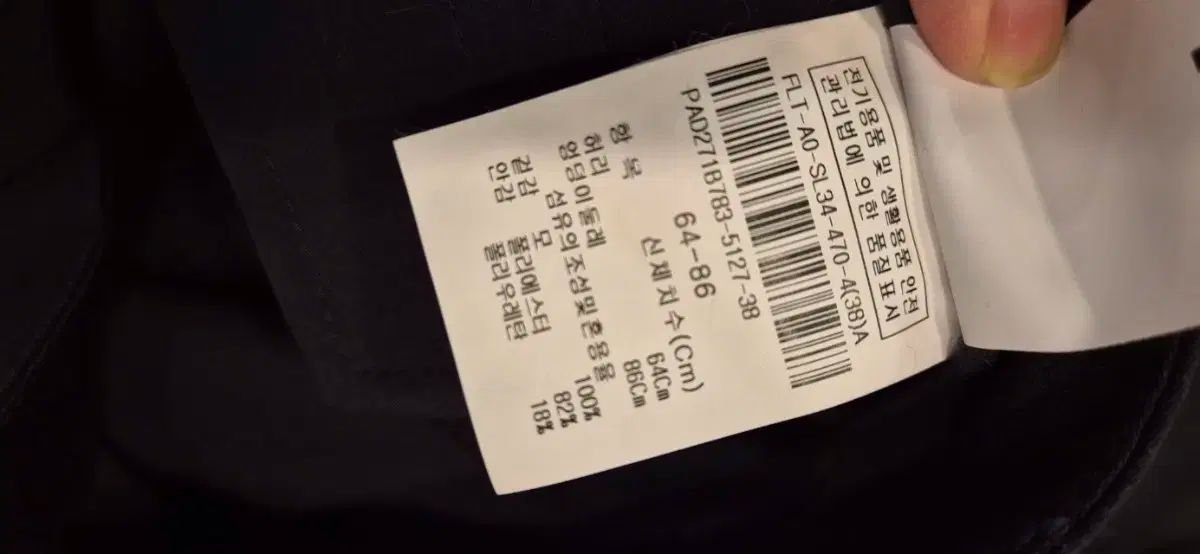 전기용품 및 생활용품 안전
관리법에 의한 품질표시
FLT-A0-SL34-470-4(38)A
PAD271B783-5127-38
64-86
항 목 신체치수(Cm)
허리 64Cm
엉덩이둘레 86Cm
섬유의조성및혼용율
겉감 모 100%
안감 폴리에스터 82%
폴리우레탄 18%